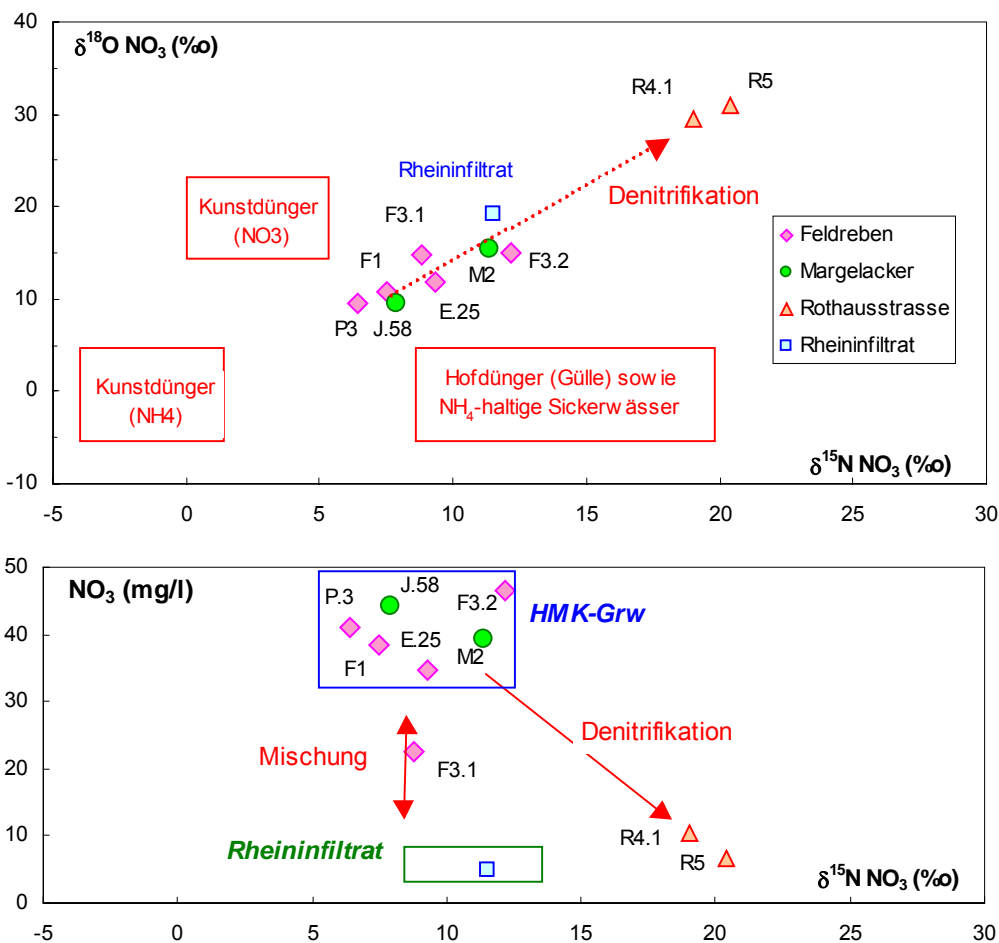 40
δ18O NO3 (%o)
R4.1
R5
30
Rheininfiltrat
Denitrifikation
20
Kunstdünger
(NO3)
F3.1
Feldreben
F1
M2
F3.2
Margelacker
10
E.25
Rothausstrasse
P3
J.58
Rheininfiltrat
0
Kunstdünger
(NH4)
Hofdünger (Gülle) sowie
NH4-haltige Sickerwässer
δ15N NO3 (%o)
-10
-5
0
5
10
15
20
25
30
50
NO3 (mg/l)
P.3
J.58
F3.2
HMK-Grw
40
E.25
F1
M2
30
Denitrifikation
Mischung
20
F3.1
10
R4.1
Rheininfiltrat
R5
δ15N NO3 (%o)
0
-5
0
5
10
15
20
25
30